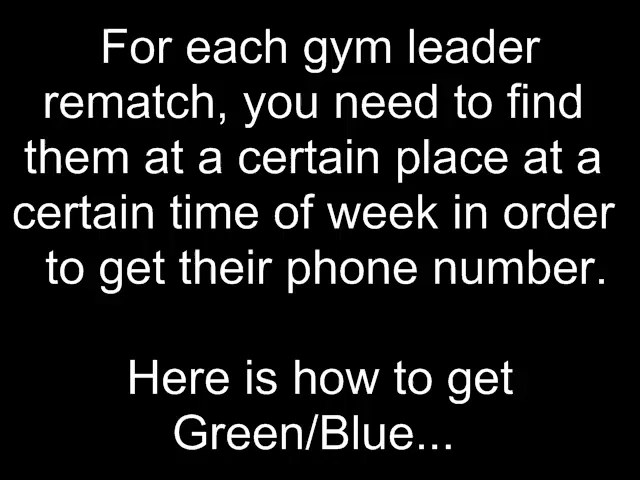 For each gym leader
rematch, you need to find
them at a certain place at a
certain time of week in order
to get their phone number.
Here is how to get
Green/Blue...